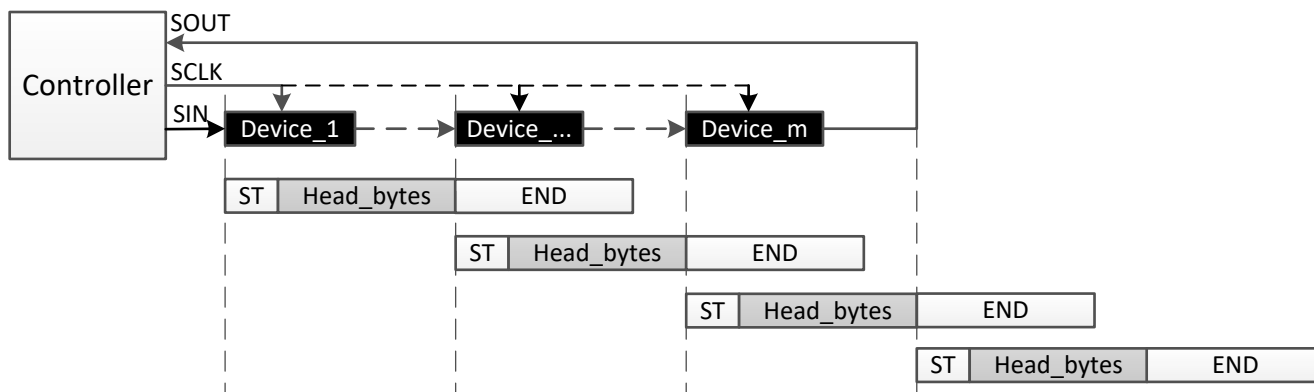 SOUT
Controller
SCLK
SIN
Device_1
Device_...
Device_m
ST Head_bytes END
ST Head_bytes END
ST Head_bytes END
ST Head_bytes END